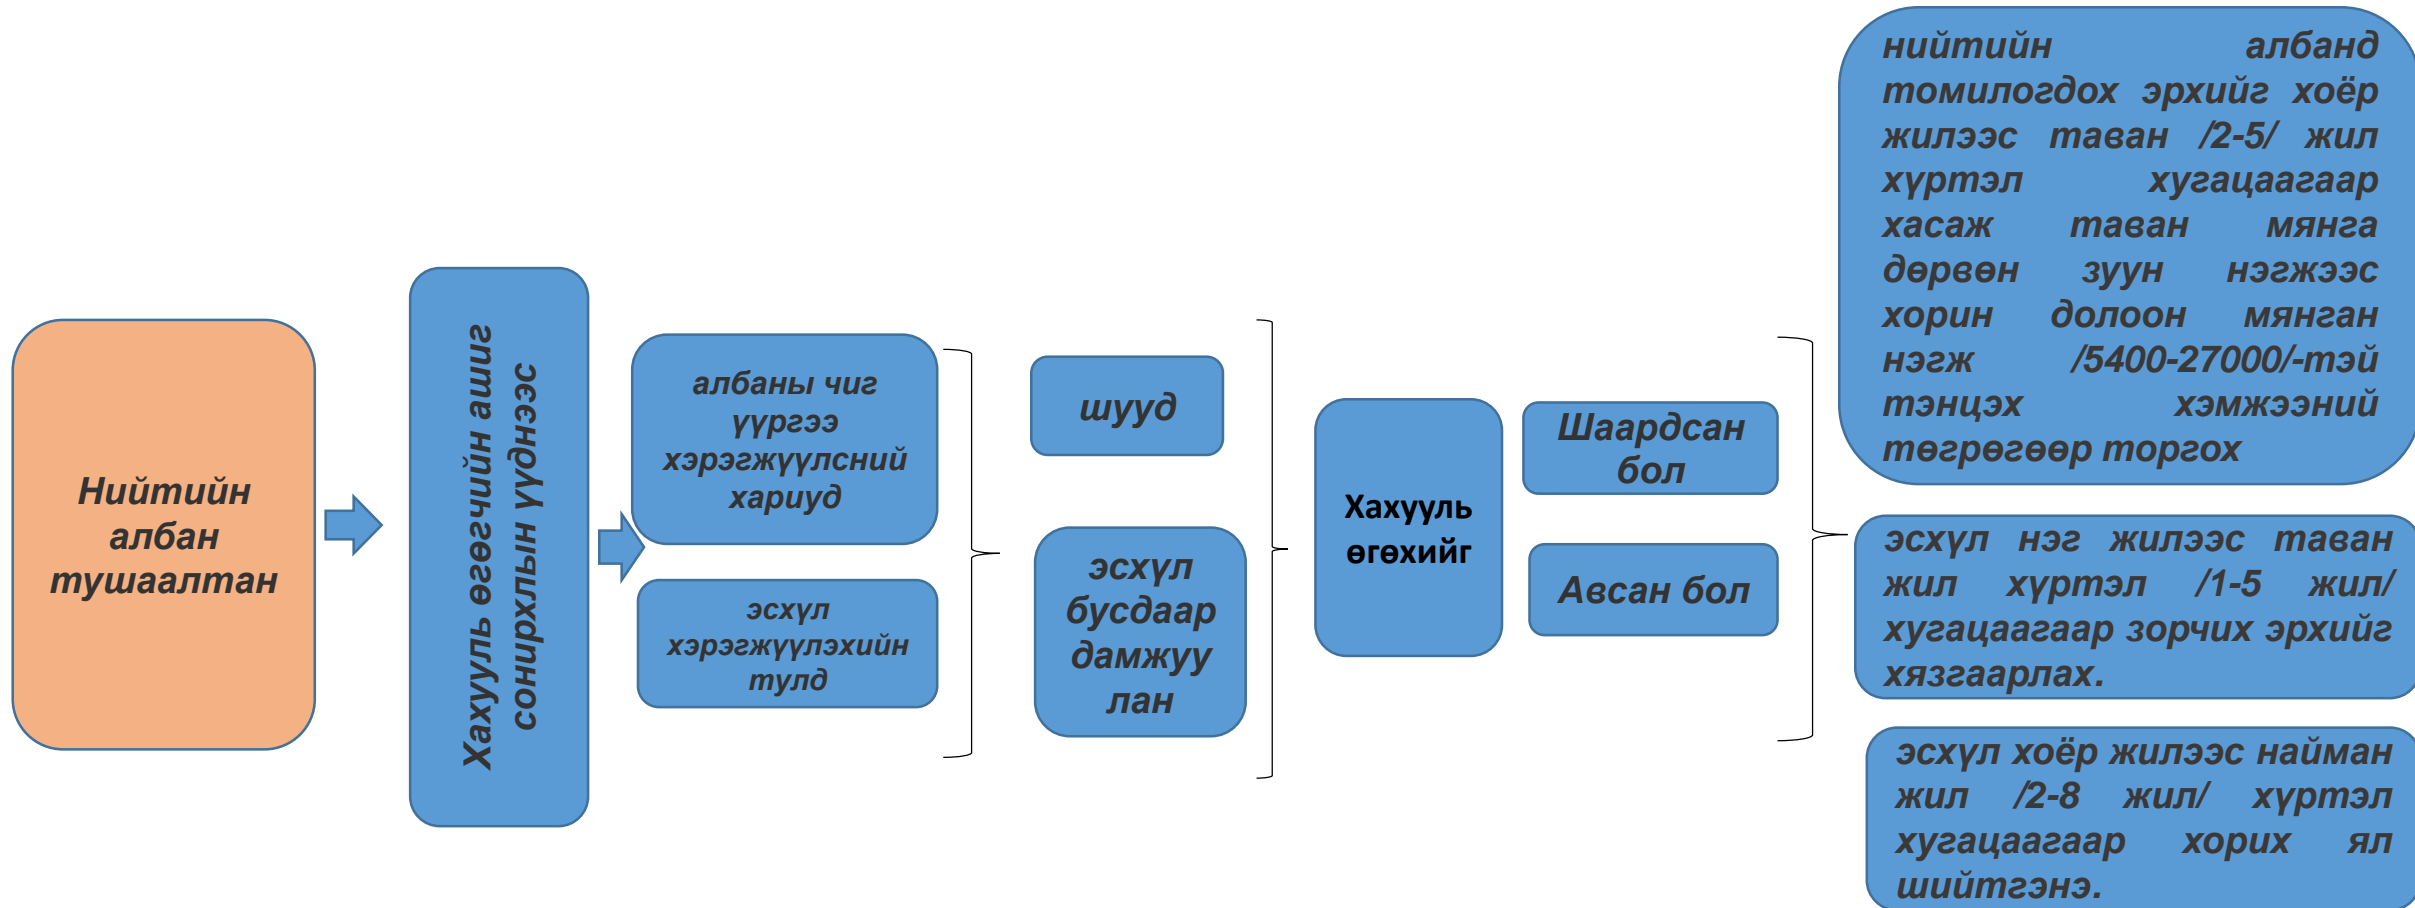 Нийтийн
албан
тушаалтан
Хахууль өгөгчийн ашиг
сонирхлын үүднээс
албаны чиг
үүргээ
хэрэгжүүлсний
хариуд
эсхүл
хэрэгжүүлэхийн
тулд
шууд
эсхүл
бусдаар
дамжуу
лан
Хахууль
өгөхийг
Шаардсан
бол
Авсан бол
нийтийн албанд
томилогдох эрхийг хоёр
жилээс таван /2-5/ жил
хүртэл хугацаагаар
хасаж таван мянга
дөрвөн зуун нэгжээс
хорин долоон мянган
нэгж /5400-27000/-тэй
тэнцэх хэмжээний
төгрөгөөр торгох
эсхүл нэг жилээс таван
жил хүртэл /1-5 жил/
хугацаагаар зорчих эрхийг
хязгаарлах.
эсхүл хоёр жилээс найман
жил /2-8 жил/ хүртэл
хугацаагаар хорих ял
шийтгэнэ.